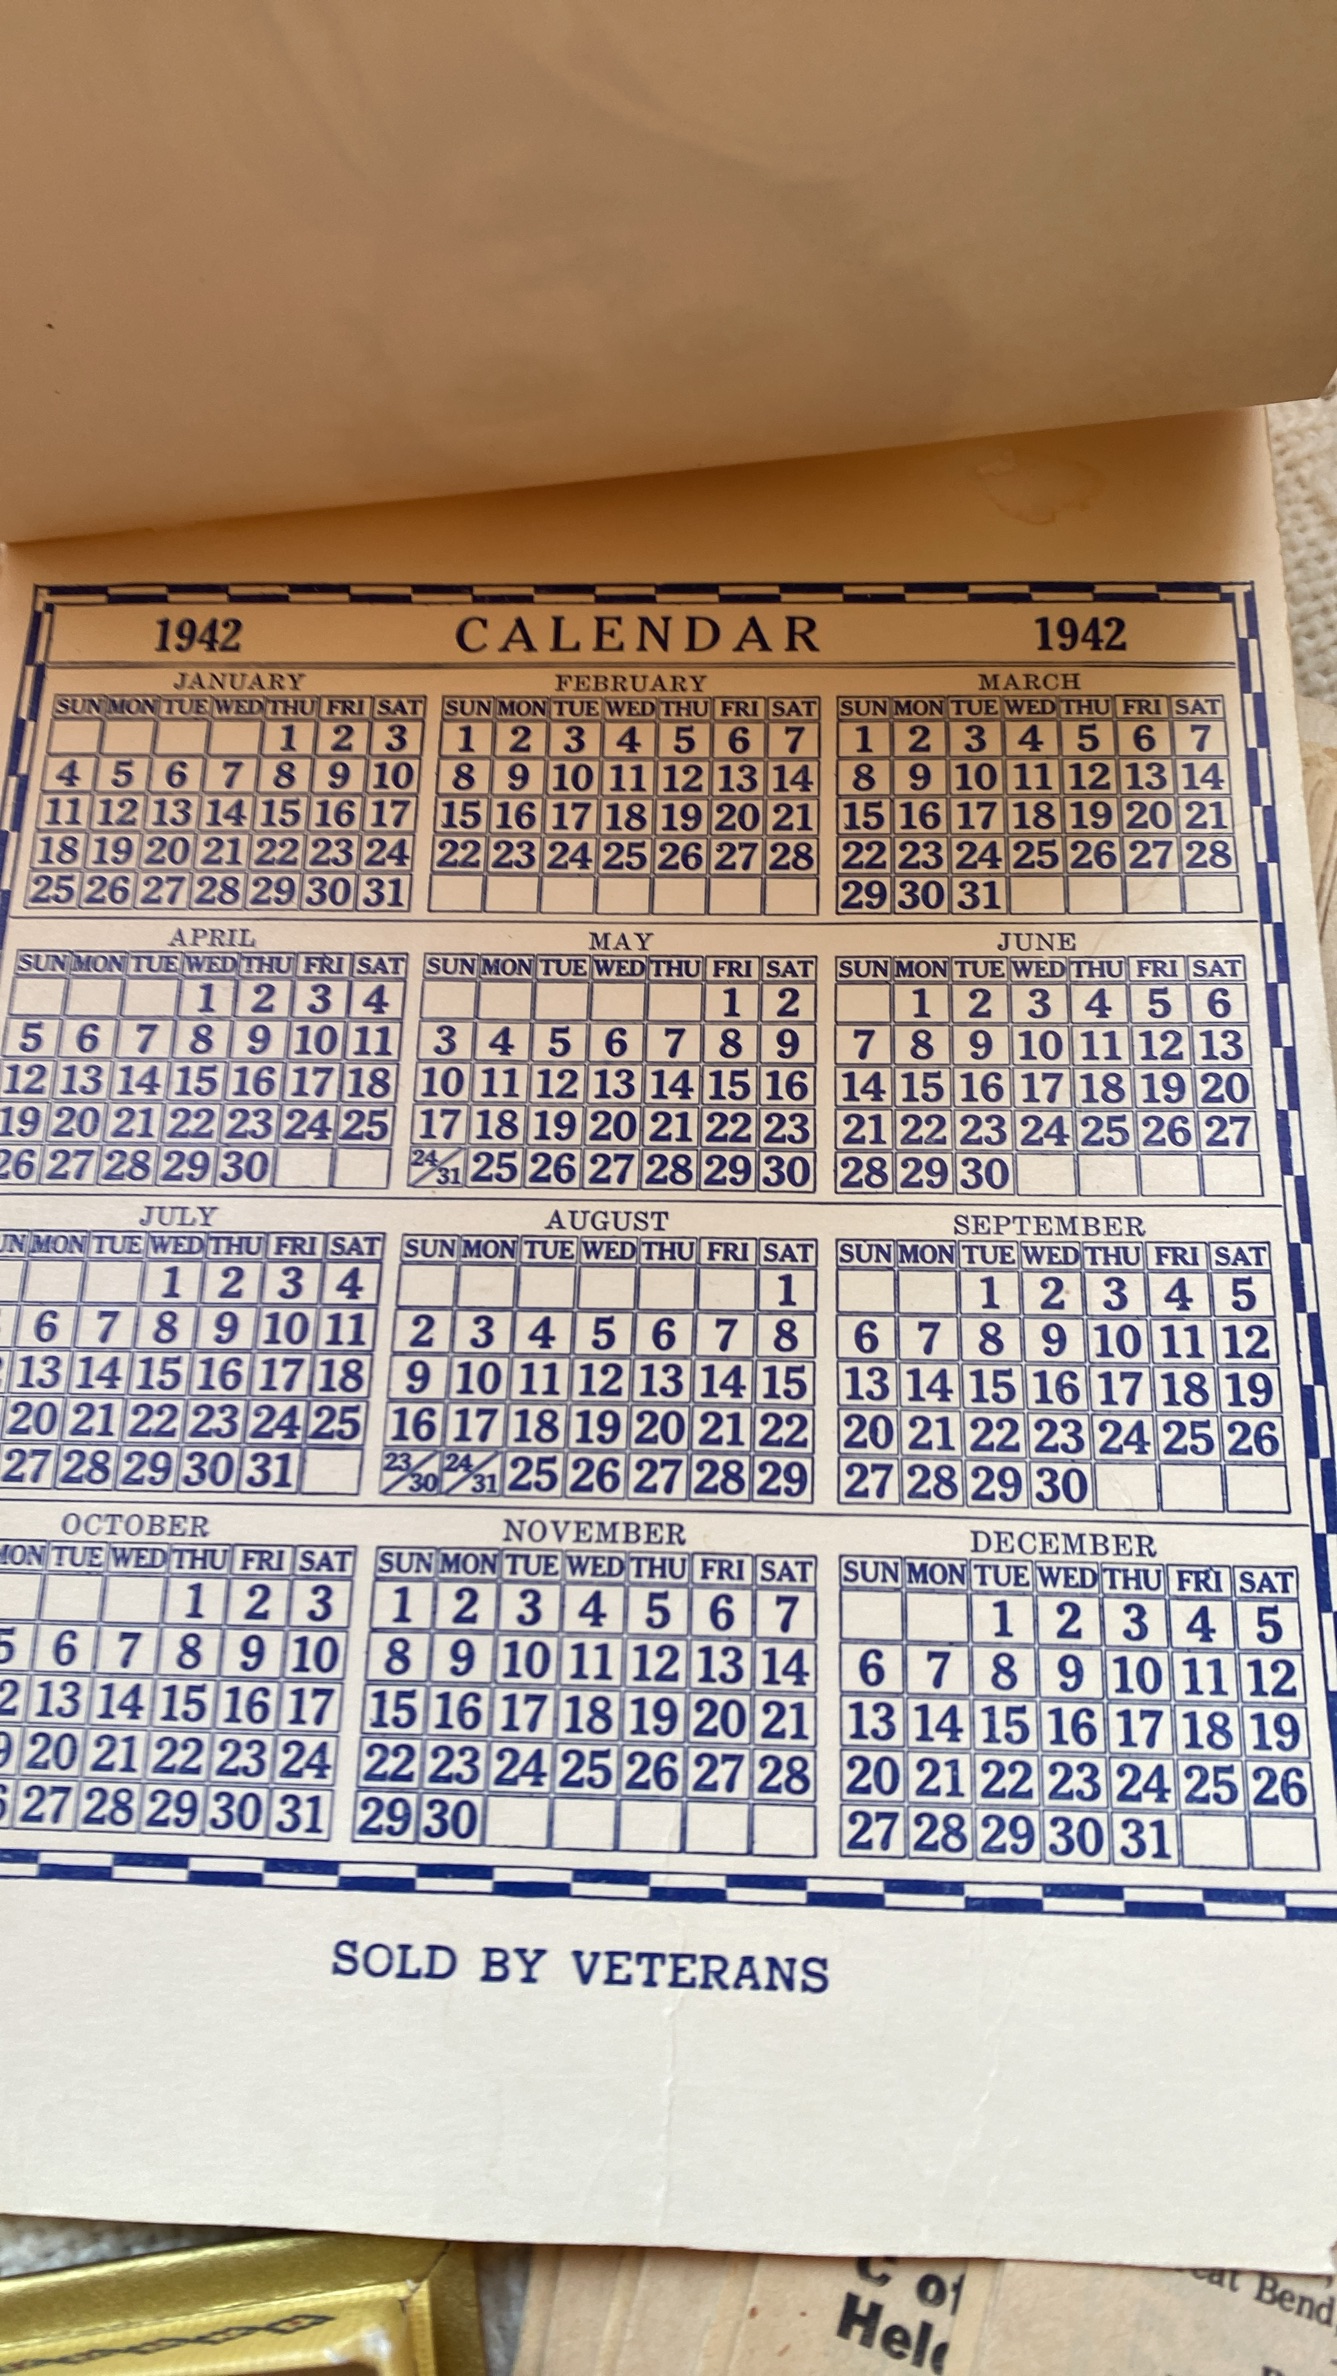 1942 CALENDAR 1942
JANUARY
SUN MON TUE WED THU FRI SAT
1 2 3
4 5 6 7 8 9 10
11 12 13 14 15 16 17
18 19 20 21 22 23 24
25 26 27 28 29 30 31
FEBRUARY
SUN MON TUE WED THU FRI SAT
1 2 3 4 5 6 7
8 9 10 11 12 13 14
15 16 17 18 19 20 21
22 23 24 25 26 27 28
MARCH
SUN MON TUE WED THU FRI SAT
1 2 3 4 5 6 7
8 9 10 11 12 13 14
15 16 17 18 19 20 21
22 23 24 25 26 27 28
29 30 31
APRIL
SUN MON TUE WED THU FRI SAT
1 2 3 4
5 6 7 8 9 10 11
12 13 14 15 16 17 18
19 20 21 22 23 24 25
26 27 28 29 30
MAY
SUN MON TUE WED THU FRI SAT
1 2
3 4 5 6 7 8 9
10 11 12 13 14 15 16
17 18 19 20 21 22 23
24/31 25 26 27 28 29 30
JUNE
SUN MON TUE WED THU FRI SAT
1 2 3 4 5 6
7 8 9 10 11 12 13
14 15 16 17 18 19 20
21 22 23 24 25 26 27
28 29 30
JULY
MON TUE WED THU FRI SAT
1 2 3 4
6 7 8 9 10 11
13 14 15 16 17 18
20 21 22 23 24 25
27 28 29 30 31
AUGUST
SUN MON TUE WED THU FRI SAT
1
2 3 4 5 6 7 8
9 10 11 12 13 14 15
16 17 18 19 20 21 22
23/30 24/31 25 26 27 28 29
SEPTEMBER
SUN MON TUE WED THU FRI SAT
1 2 3 4 5
6 7 8 9 10 11 12
13 14 15 16 17 18 19
20 21 22 23 24 25 26
27 28 29 30
OCTOBER
MON TUE WED THU FRI SAT
1 2 3
5 6 7 8 9 10
13 14 15 16 17
20 21 22 23 24
27 28 29 30 31
NOVEMBER
SUN MON TUE WED THU FRI SAT
1 2 3 4 5 6 7
8 9 10 11 12 13 14
15 16 17 18 19 20 21
22 23 24 25 26 27 28
29 30
DECEMBER
SUN MON TUE WED THU FRI SAT
1 2 3 4 5
6 7 8 9 10 11 12
13 14 15 16 17 18 19
20 21 22 23 24 25 26
27 28 29 30 31
SOLD BY VETERANS
Bend,